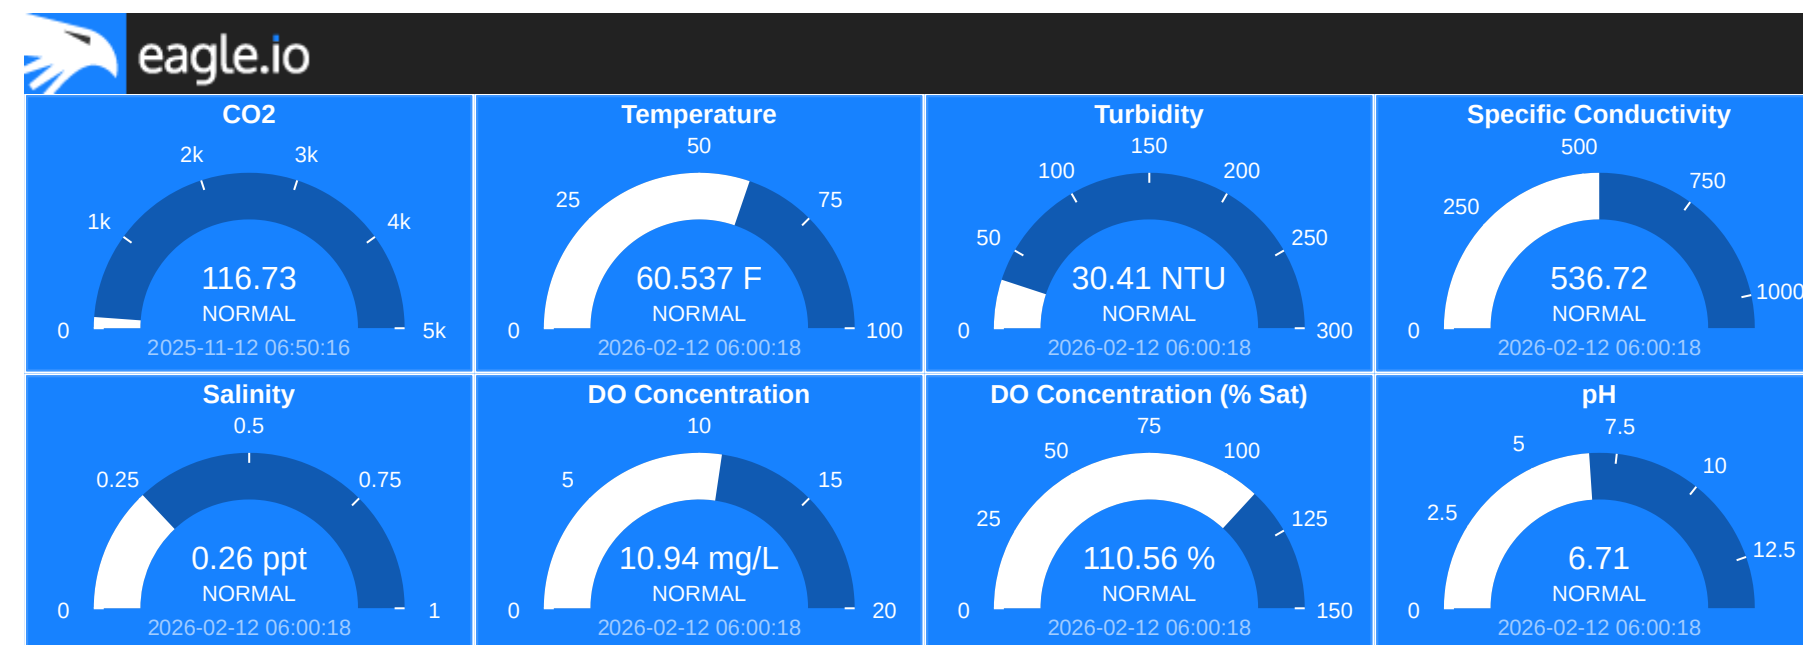 eagle.io
CO2
2k 3k
1k 4k
116.73
NORMAL
0 5k
2025-11-12 06:50:16
Temperature
50
25 75
60.537 F
NORMAL
0 100
2026-02-12 06:00:18
Turbidity
150
100 200
50 250
30.41 NTU
NORMAL
0 300
2026-02-12 06:00:18
Specific Conductivity
500
750
250
536.72
1000
NORMAL
0
2026-02-12 06:00:18
Salinity
0.5
0.25 0.75
0.26 ppt
NORMAL
0 1
2026-02-12 06:00:18
DO Concentration
10
5 15
10.94 mg/L
NORMAL
0 20
2026-02-12 06:00:18
DO Concentration (% Sat)
75
50 100
25 125
110.56 %
NORMAL
0 150
2026-02-12 06:00:18
pH
7.5
5
10
2.5
12.5
6.71
NORMAL
0
2026-02-12 06:00:18